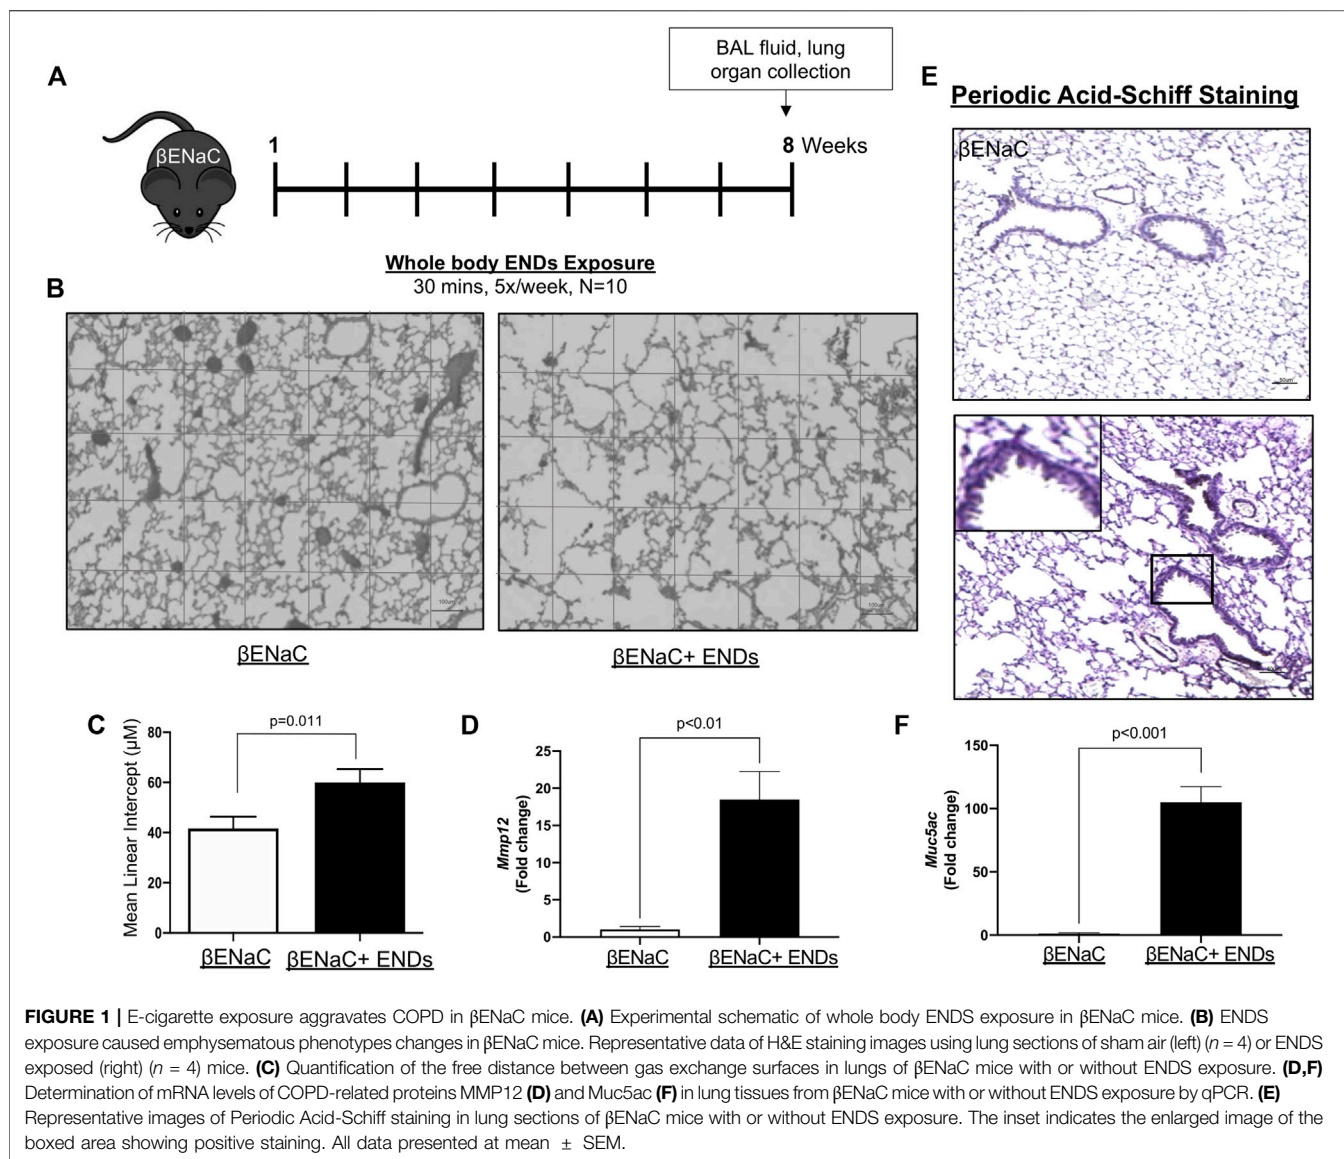 A
βENaC
1
8 Weeks
BAL fluid, lung
organ collection
Whole body ENDs Exposure
30 mins, 5x/week, N=10
B
100um
100um
βENaC
βENaC+ ENDs
E
Periodic Acid-Schiff Staining
βENaC
50um
C
p=0.011
Mean Linear Intercept (μM)
80
60
40
20
0
βENaC
βENaC+ ENDs
D
p<0.01
Mmp12
(Fold change)
25
20
15
10
5
0
βENaC
βENaC+ ENDs
F
p<0.001
Muc5ac
(Fold change)
150
100
50
0
βENaC
βENaC+ ENDs
FIGURE 1 | E-cigarette exposure aggravates COPD in βENaC mice. (A) Experimental schematic of whole body ENDS exposure in βENaC mice. (B) ENDS
exposure caused emphysematous phenotypes changes in βENaC mice. Representative data of H&E staining images using lung sections of sham air (left) (n = 4) or ENDS
exposed (right) (n = 4) mice. (C) Quantification of the free distance between gas exchange surfaces in lungs of βENaC mice with or without ENDS exposure. (D,F)
Determination of mRNA levels of COPD-related proteins MMP12 (D) and Muc5ac (F) in lung tissues from βENaC mice with or without ENDS exposure by qPCR. (E)
Representative images of Periodic Acid-Schiff staining in lung sections of βENaC mice with or without ENDS exposure. The inset indicates the enlarged image of the
boxed area showing positive staining. All data presented at mean ± SEM.